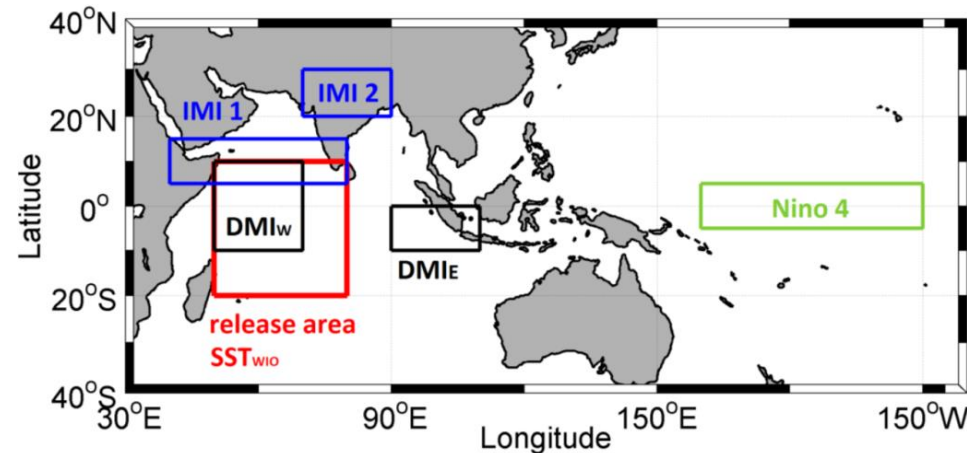 40°N
20°N
0°
20°S
40°S
Latitude
IMI 1
IMI 2
DMIW
DMIE
Nino 4
release area
SSTWIO
30°E
90°E
150°E
150°W
Longitude